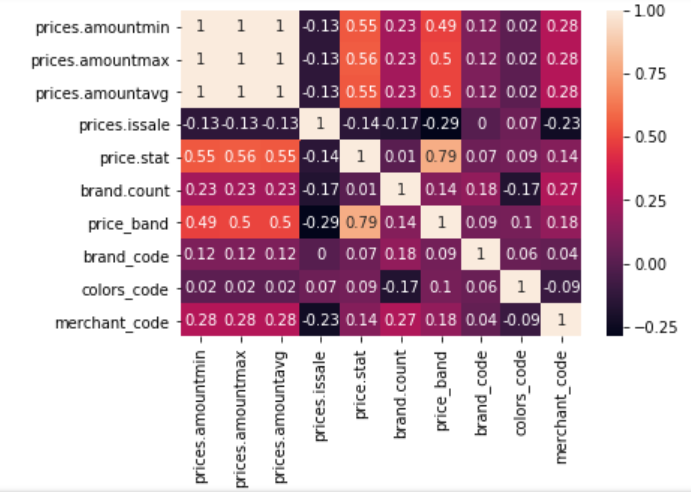 prices.amountmin 1 1 1 -0.13 0.55 0.23 0.49 0.12 0.02 0.28
prices.amountmax 1 1 1 -0.13 0.56 0.23 0.5 0.12 0.02 0.28
prices.amountavg 1 1 1 -0.13 0.55 0.23 0.5 0.12 0.02 0.28
prices.issale -0.13 -0.13 -0.13 1 -0.14 -0.17 -0.29 0 0.07 -0.23
price.stat 0.55 0.56 0.55 -0.14 1 0.01 0.79 0.07 0.09 0.14
brand.count 0.23 0.23 0.23 -0.17 0.01 1 0.14 0.18 -0.17 0.27
price_band 0.49 0.5 0.5 -0.29 0.79 0.14 1 0.09 0.1 0.18
brand_code 0.12 0.12 0.12 0 0.07 0.18 0.09 1 0.06 0.04
colors_code 0.02 0.02 0.02 0.07 0.09 -0.17 0.1 0.06 1 -0.09
merchant_code 0.28 0.28 0.28 -0.23 0.14 0.27 0.18 0.04 -0.09 1
prices.amountmin
prices.amountmax
prices.amountavg
prices.issale
price.stat
brand.count
price_band
brand_code
colors_code
merchant_code
1.00
0.75
0.50
0.25
0.00
−0.25